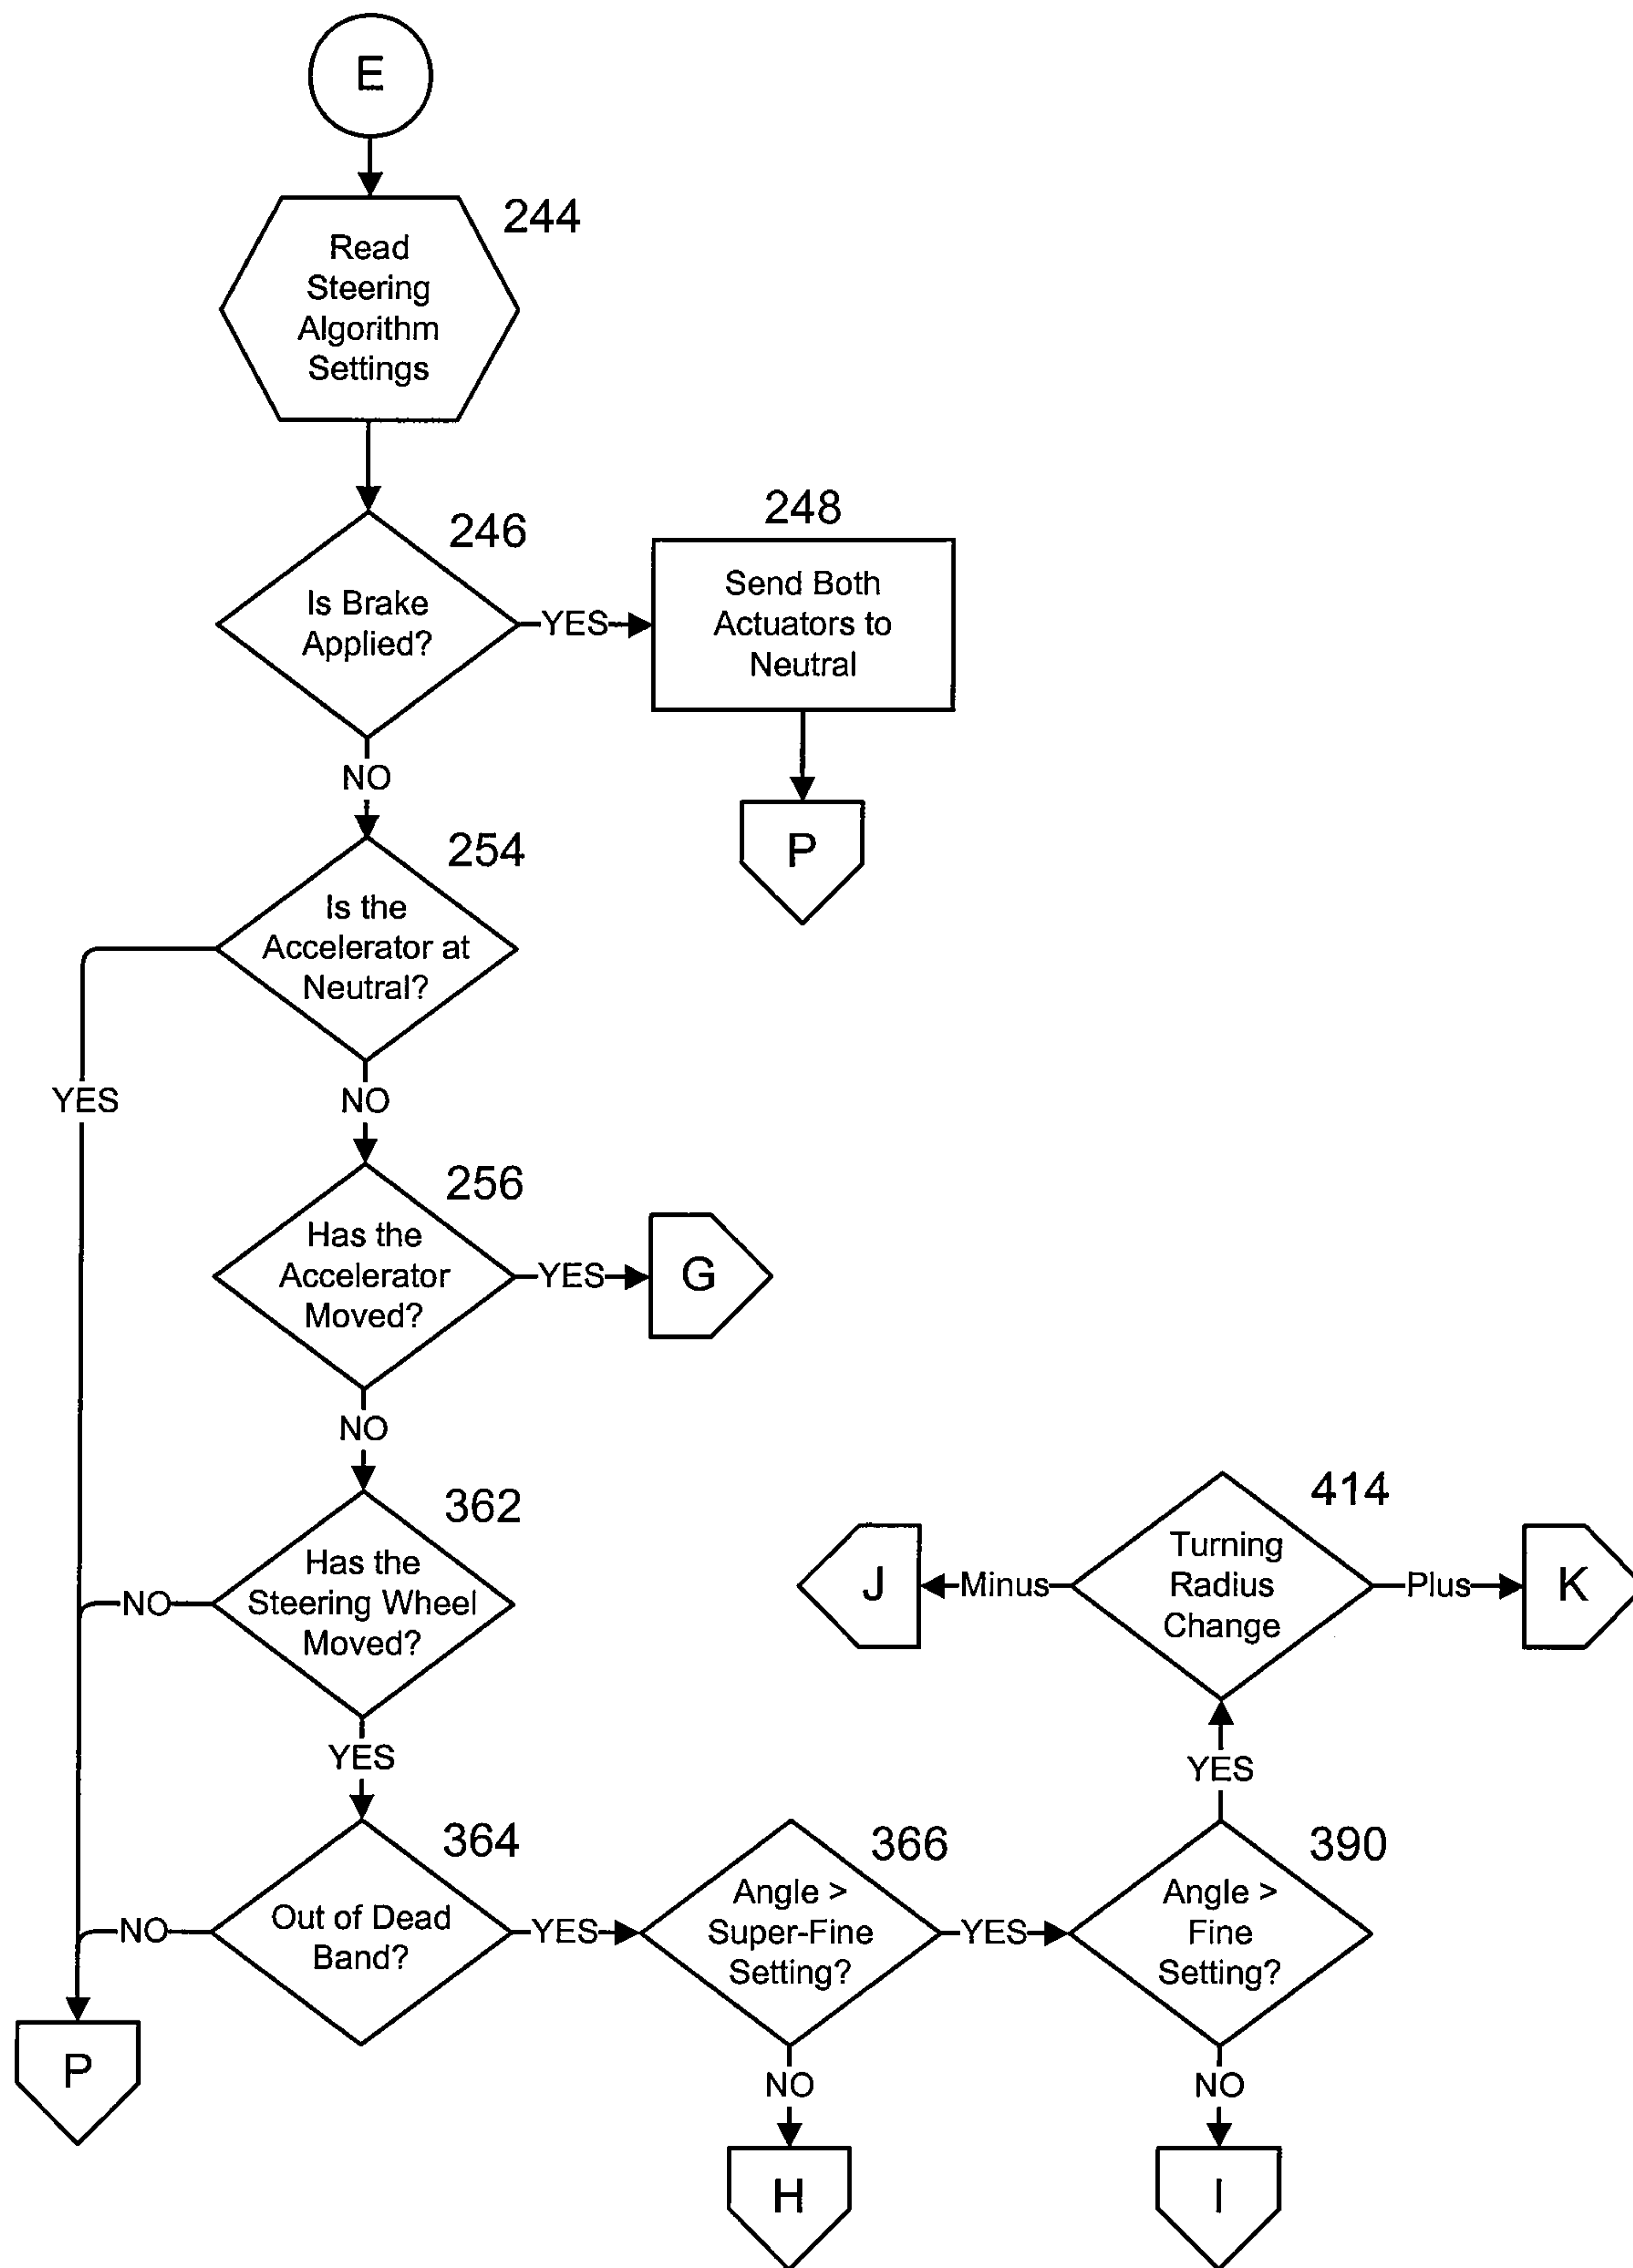 E
244
Read
Steering
Algorithm
Settings
246
Is Brake
Applied?
YES
248
Send Both
Actuators to
Neutral
P
NO
254
Is the
Accelerator at
Neutral?
YES
NO
256
Has the
Accelerator
Moved?
YES
G
NO
362
Has the
Steering Wheel
Moved?
NO
YES
414
Turning
Radius
Change
Minus
J
Plus
K
YES
364
Out of Dead
Band?
NO
P
YES
366
Angle >
Super-Fine
Setting?
YES
NO
H
390
Angle >
Fine
Setting?
NO
I